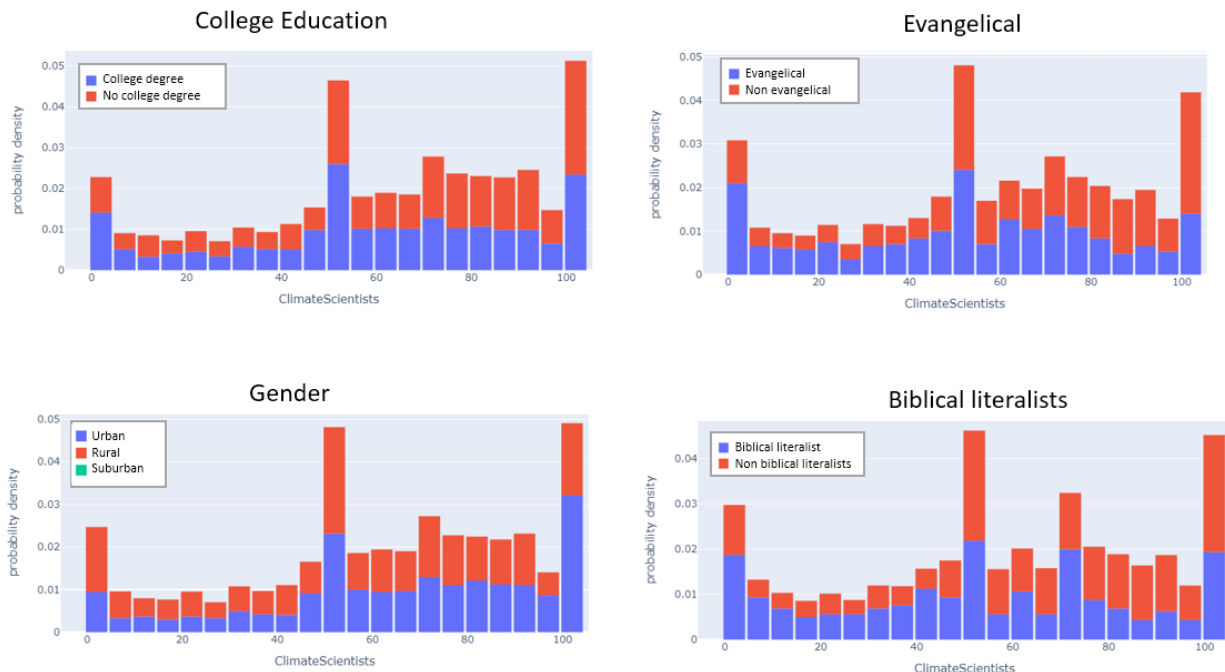 College Education
probability density
0.05
0.04
0.03
0.02
0.01
0
College degree
No college degree
0 20 40 60 80 100
ClimateScientists
Evangelical
probability density
0.05
0.04
0.03
0.02
0.01
0
Evangelical
Non evangelical
0 20 40 60 80 100
ClimateScientists
Gender
probability density
0.05
0.04
0.03
0.02
0.01
0
Urban
Rural
Suburban
0 20 40 60 80 100
ClimateScientists
Biblical literalists
probability density
0.04
0.03
0.02
0.01
0
Biblical literalist
Non biblical literalists
0 20 40 60 80 100
ClimateScientists